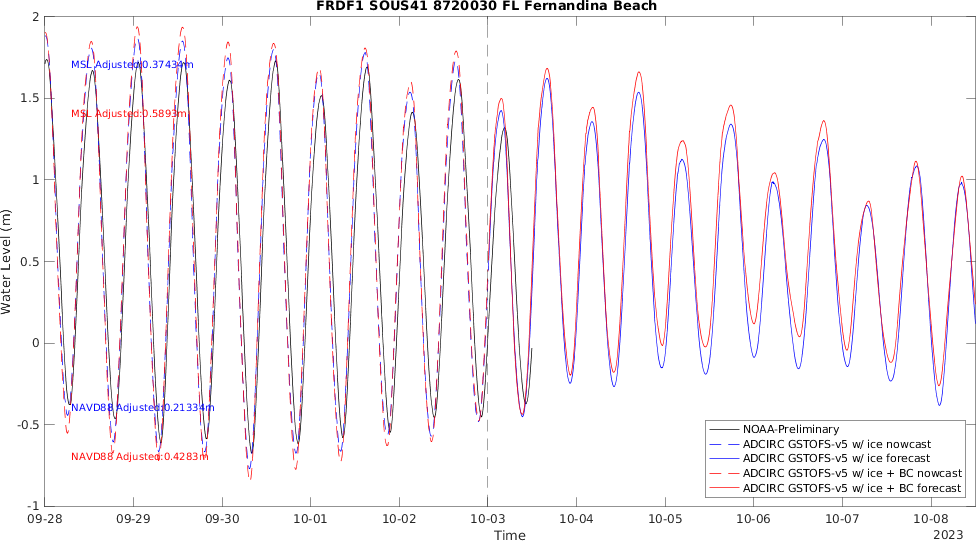 FRDF1 SOUS41 8720030 FL Fernandina Beach
2
1.5
1
0.5
0
-0.5
-1
Water Level (m)
MSL Adjusted:0.37434m
MSL Adjusted:0.5893m
NAVD88 Adjusted:0.21334m
NAVD88 Adjusted:0.4283m
NOAA-Preliminary
ADCIRC GSTOFS-v5 w/ ice nowcast
ADCIRC GSTOFS-v5 w/ ice forecast
ADCIRC GSTOFS-v5 w/ ice + BC nowcast
ADCIRC GSTOFS-v5 w/ ice + BC forecast
09-28 09-29 09-30 10-01 10-02 10-03 10-04 10-05 10-06 10-07 10-08
Time
2023